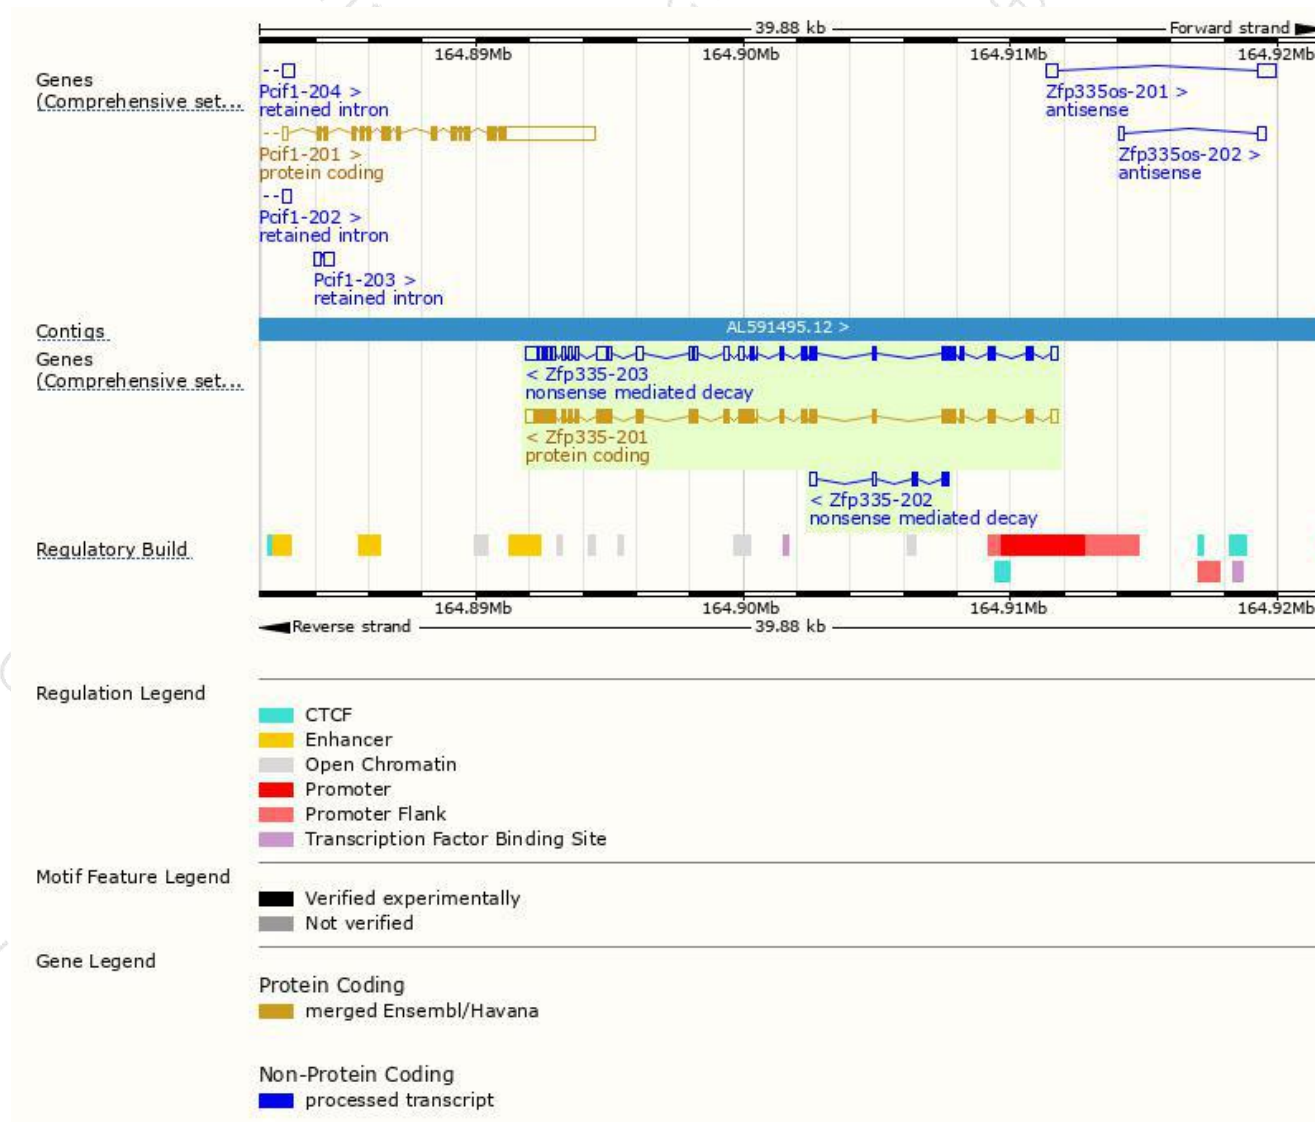 39.88 kb
Forward strand
164.89Mb 164.90Mb 164.91Mb 164.92Mb
Genes
(Comprehensive set...
Pcif1-204 >
retained intron
Zfp335os-201 >
antisense
Pcif1-201 >
protein coding
Zfp335os-202 >
antisense
Pcif1-202 >
retained intron
Pcif1-203 >
retained intron
Contigs
AL591495.12 >
Genes
(Comprehensive set...
< Zfp335-203
nonsense mediated decay
< Zfp335-201
protein coding
< Zfp335-202
nonsense mediated decay
Regulatory Build
164.89Mb 164.90Mb 164.91Mb 164.92Mb
Reverse strand
39.88 kb
Regulation Legend
CTCF
Enhancer
Open Chromatin
Promoter
Promoter Flank
Transcription Factor Binding Site
Motif Feature Legend
Verified experimentally
Not verified
Gene Legend
Protein Coding
merged Ensembl/Havana
Non-Protein Coding
processed transcript